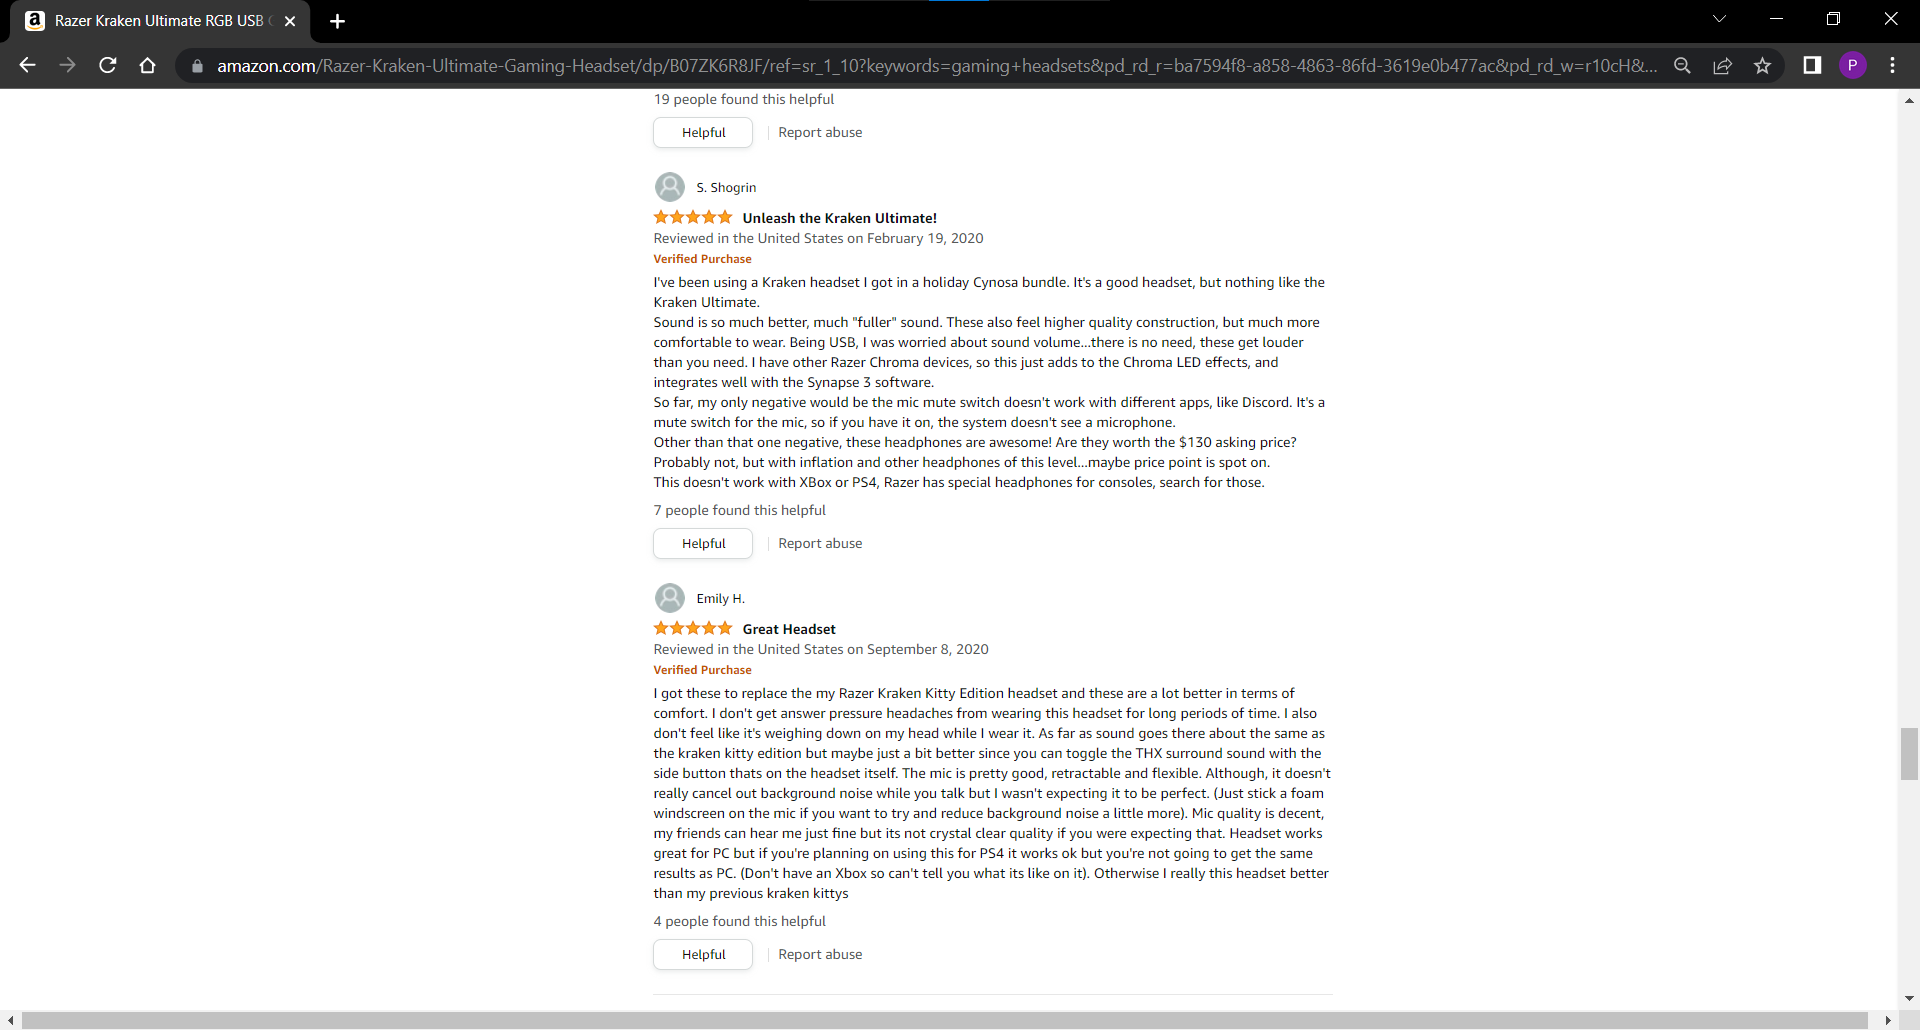 Razer Kraken Ultimate RGB USB
amazon.com/Razer-Kraken-Ultimate-Gaming-Headset/dp/B07ZK6R8JF/ref=sr_1_10?keywords=gaming+headsets&pd_rd_r=ba7594f8-a858-4863-86fd-3619e0b477ac&pd_rd_w=r10cH&...
P
19 people found this helpful
Helpful
Report abuse
S. Shogrin
Unleash the Kraken Ultimate!
Reviewed in the United States on February 19, 2020
Verified Purchase
I've been using a Kraken headset I got in a holiday Cynosa bundle. It's a good headset, but nothing like the
Kraken Ultimate.
Sound is so much better, much "fuller" sound. These also feel higher quality construction, but much more
comfortable to wear. Being USB, I was worried about sound volume...there is no need, these get louder
than you need. I have other Razer Chroma devices, so this just adds to the Chroma LED effects, and
integrates well with the Synapse 3 software.
So far, my only negative would be the mic mute switch doesn't work with different apps, like Discord. It's a
mute switch for the mic, so if you have it on, the system doesn't see a microphone.
Other than that one negative, these headphones are awesome! Are they worth the $130 asking price?
Probably not, but with inflation and other headphones of this level...maybe price point is spot on.
This doesn't work with XBox or PS4, Razer has special headphones for consoles, search for those.
7 people found this helpful
Helpful
Report abuse
Emily H.
Great Headset
Reviewed in the United States on September 8, 2020
Verified Purchase
I got these to replace the my Razer Kraken Kitty Edition headset and these are a lot better in terms of
comfort. I don't get answer pressure headaches from wearing this headset for long periods of time. I also
don't feel like it's weighing down on my head while I wear it. As far as sound goes there about the same as
the kraken kitty edition but maybe just a bit better since you can toggle the THX surround sound with the
side button thats on the headset itself. The mic is pretty good, retractable and flexible. Although, it doesn't
really cancel out background noise while you talk but I wasn't expecting it to be perfect. (Just stick a foam
windscreen on the mic if you want to try and reduce background noise a little more). Mic quality is decent,
my friends can hear me just fine but its not crystal clear quality if you were expecting that. Headset works
great for PC but if you're planning on using this for PS4 it works ok but you're not going to get the same
results as PC. (Don't have an Xbox so can't tell you what its like on it). Otherwise I really this headset better
than my previous kraken kittys
4 people found this helpful
Helpful
Report abuse